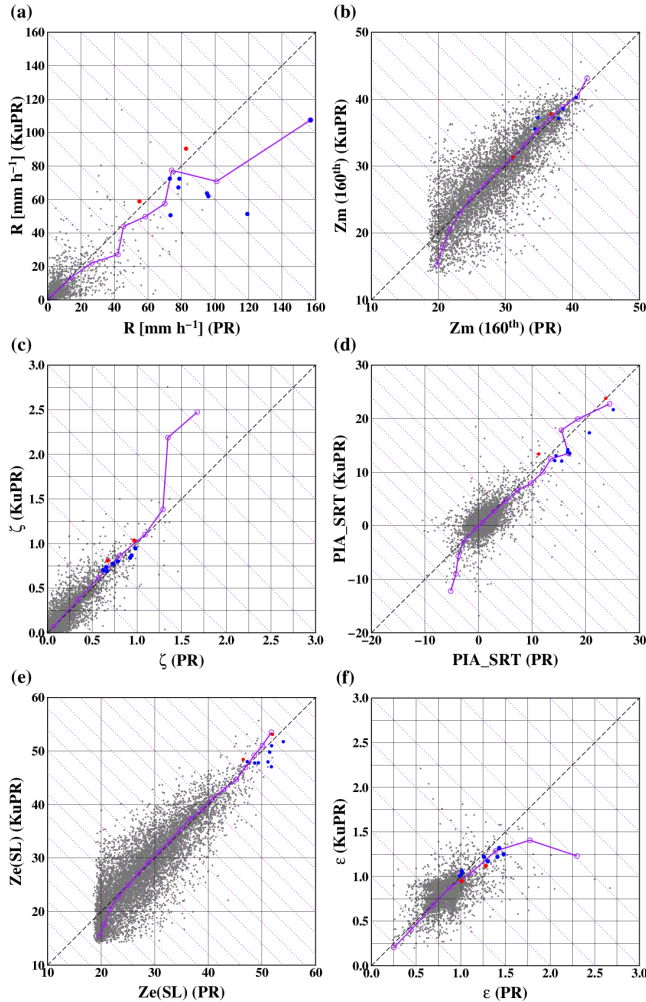 (a)
160
140
120
100
80
60
40
20
0
0 20 40 60 80 100 120 140 160
R [mm h⁻¹] (KuPR)
R [mm h⁻¹] (PR)
(b)
50
40
30
20
10
10 20 30 40 50
Zm (160ᵗʰ) (KuPR)
Zm (160ᵗʰ) (PR)
(c)
3.0
2.5
2.0
1.5
1.0
0.5
0.0
0.0 0.5 1.0 1.5 2.0 2.5 3.0
ζ (KuPR)
ζ (PR)
(d)
30
20
10
0
−10
−20
−20 −10 0 10 20 30
PIA_SRT (KuPR)
PIA_SRT (PR)
(e)
60
50
40
30
20
10
10 20 30 40 50 60
Ze(SL) (KuPR)
Ze(SL) (PR)
(f)
3.0
2.5
2.0
1.5
1.0
0.5
0.0
0.0 0.5 1.0 1.5 2.0 2.5 3.0
ε (KuPR)
ε (PR)